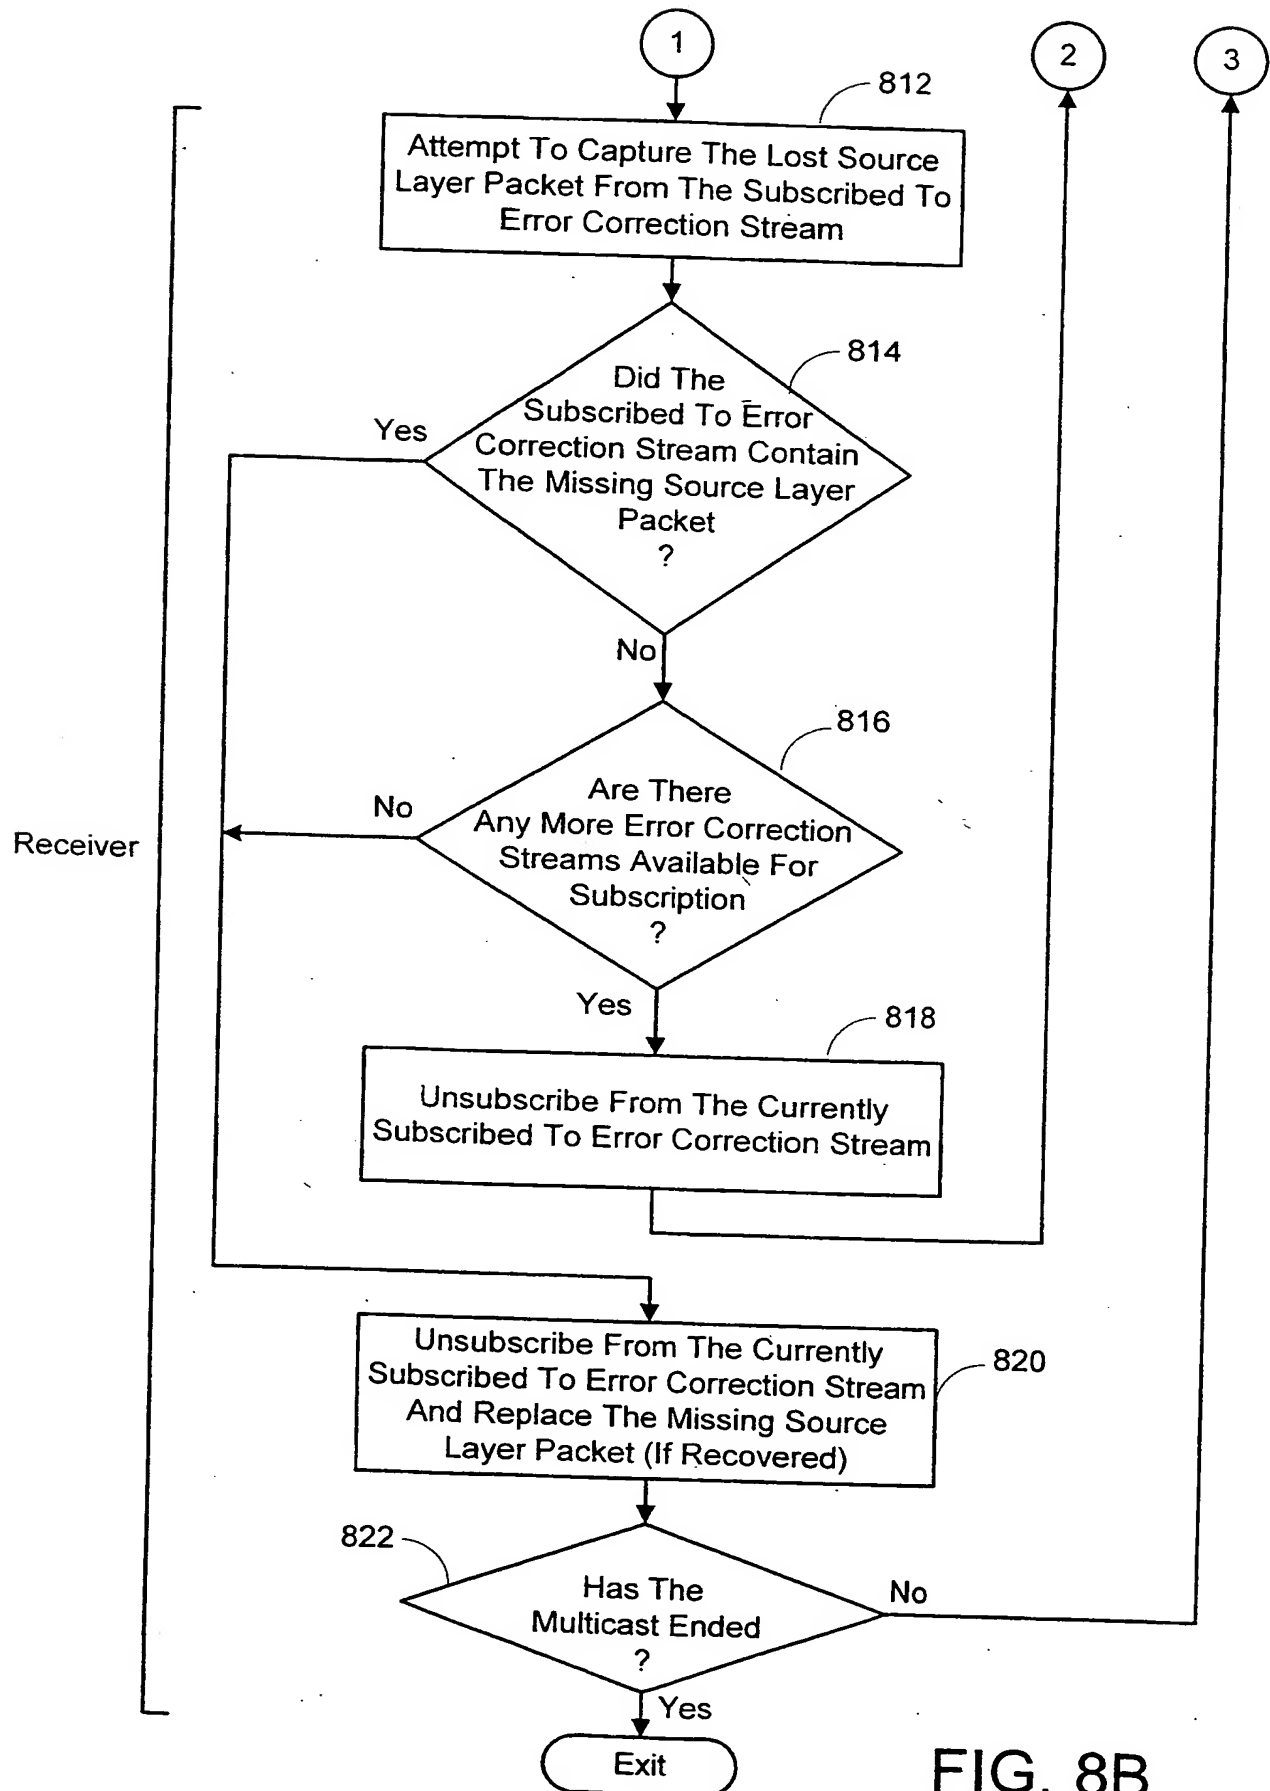 1
2
3
812
Attempt To Capture The Lost Source
Layer Packet From The Subscribed To
Error Correction Stream
814
Did The
Subscribed To Error
Correction Stream Contain
The Missing Source Layer
Packet
?
Yes
No
816
Are There
Any More Error Correction
Streams Available For
Subscription
?
No
Receiver
Yes
818
Unsubscribe From The Currently
Subscribed To Error Correction Stream
Unsubscribe From The Currently
Subscribed To Error Correction Stream
And Replace The Missing Source
Layer Packet (If Recovered)
820
822
Has The
Multicast Ended
?
No
Yes
Exit
FIG. 8B